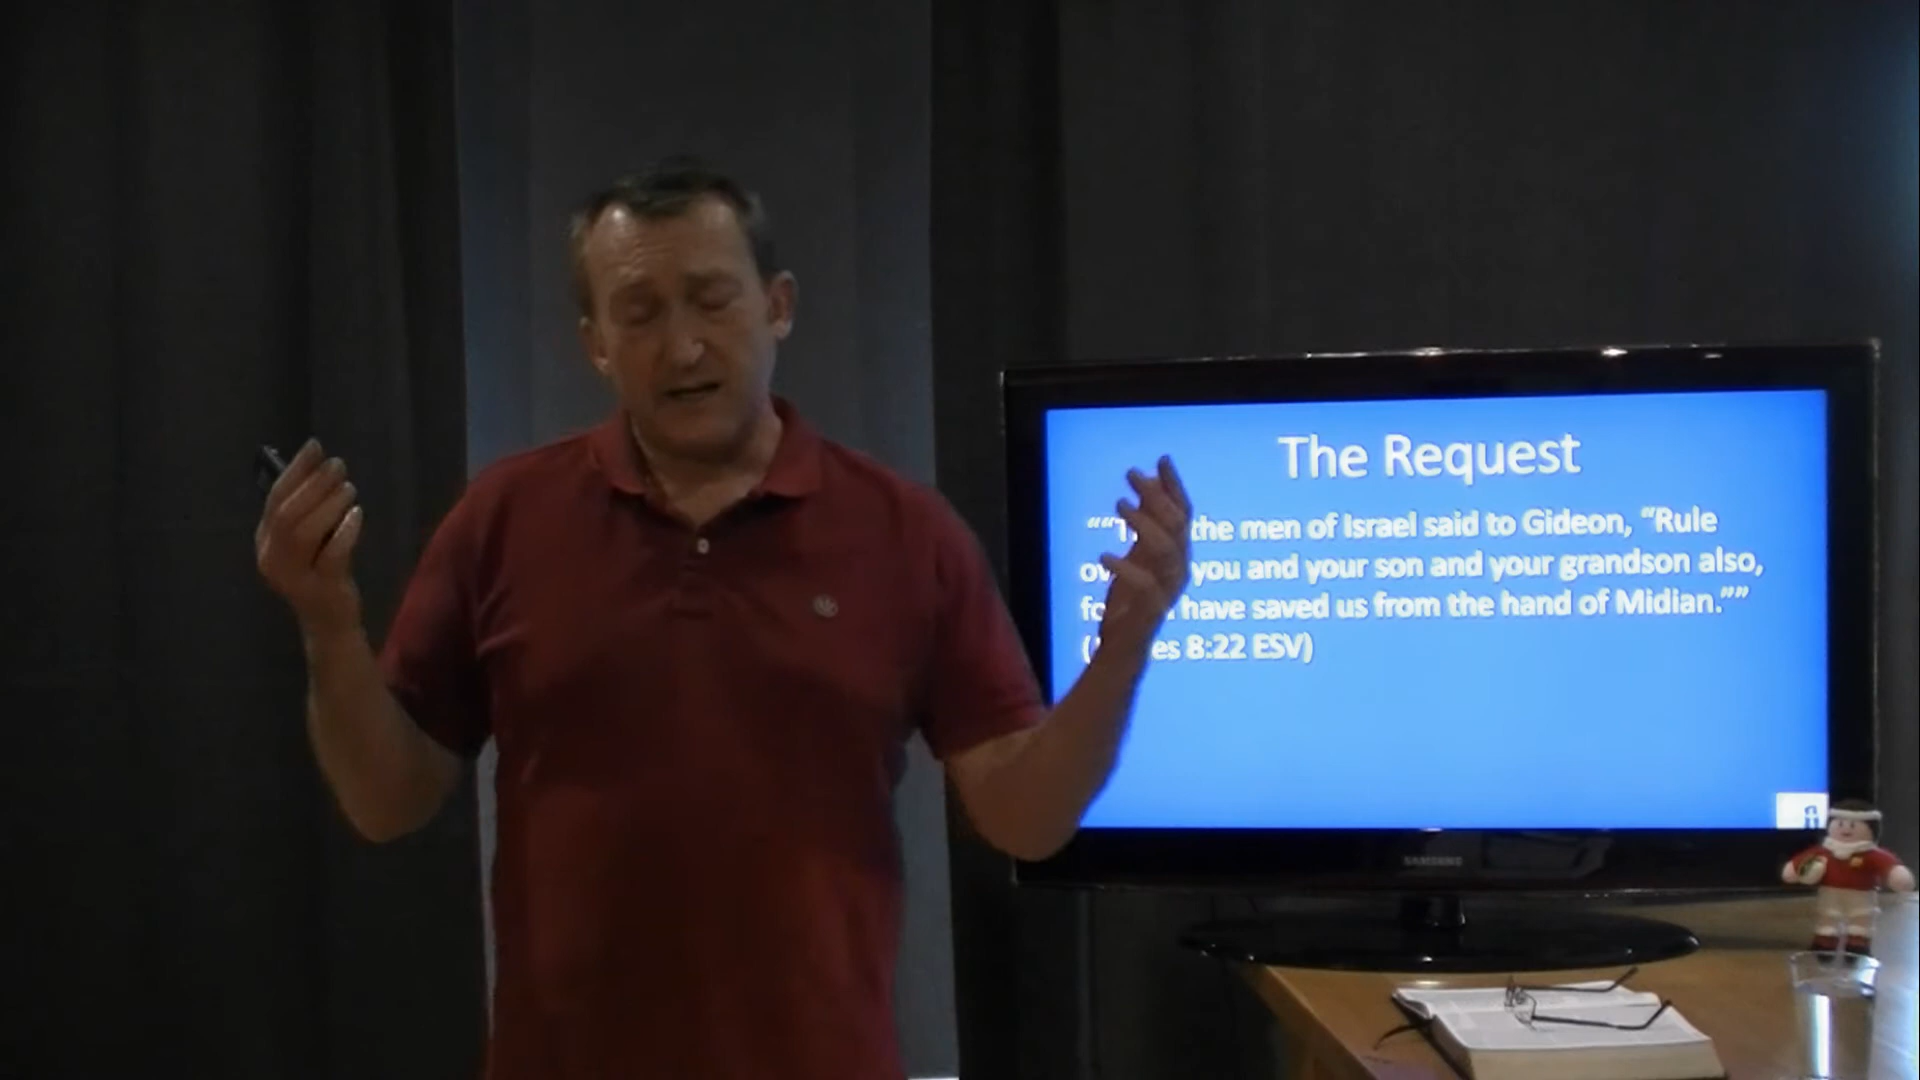 The Request
““T the men of Israel said to Gideon, “Rule
ov you and your son and your grandson also,
fo have saved us from the hand of Midian.””
( es 8:22 ESV)
SAMSUNG